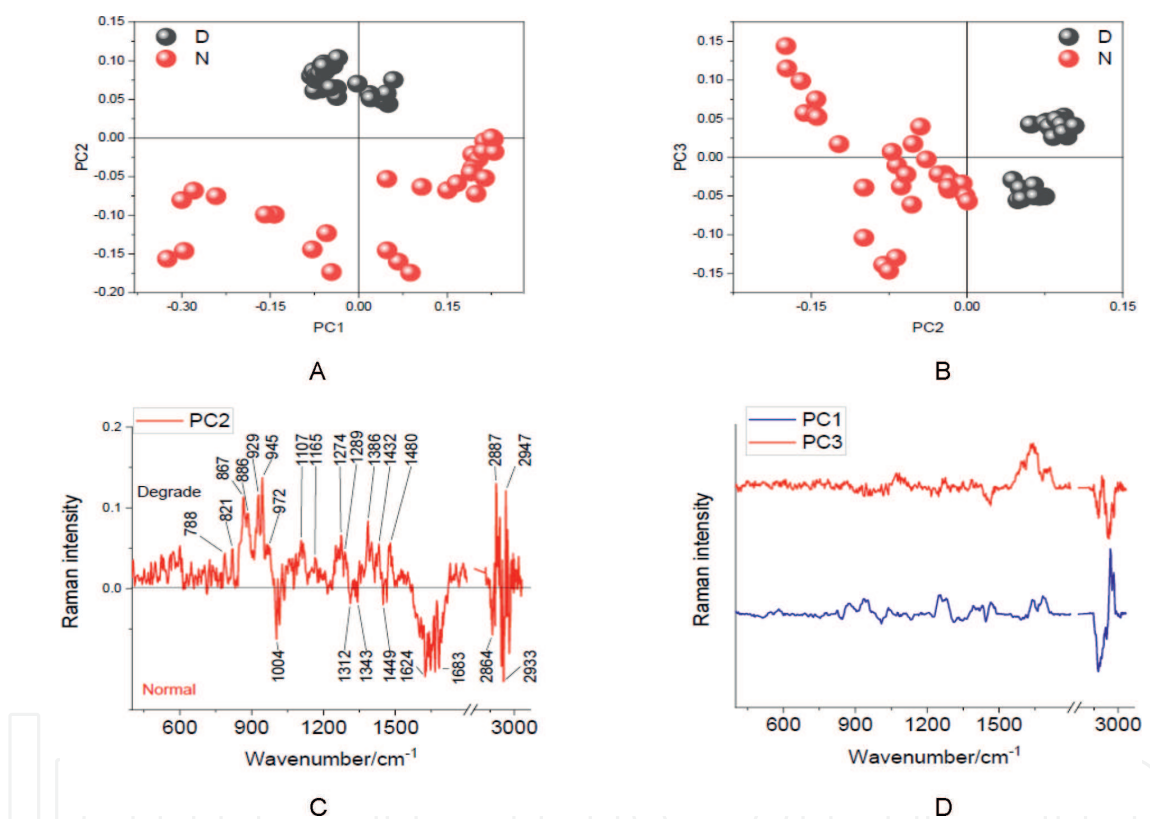 0.15
0.10
0.05
0.00
-0.05
-0.10
-0.15
-0.20
PC2
D
N
-0.30 -0.15 0.00 0.15
PC1
A
0.15
0.10
0.05
0.00
-0.05
-0.10
-0.15
PC3
D
N
-0.15 0.00 0.15
PC2
B
PC2
0.2
0.1
0.0
Raman intensity
Degrade
Normal
788
821
867
886
929
945
972
1107
1165
1274
1289
1386
1432
1480
2887
2947
1004
1312
1343
1449
1624
1683
2864
2933
600 900 1200 1500 3000
Wavenumber/cm⁻¹
C
PC1
PC3
Raman intensity
600 900 1200 1500 3000
Wavenumber/cm⁻¹
D